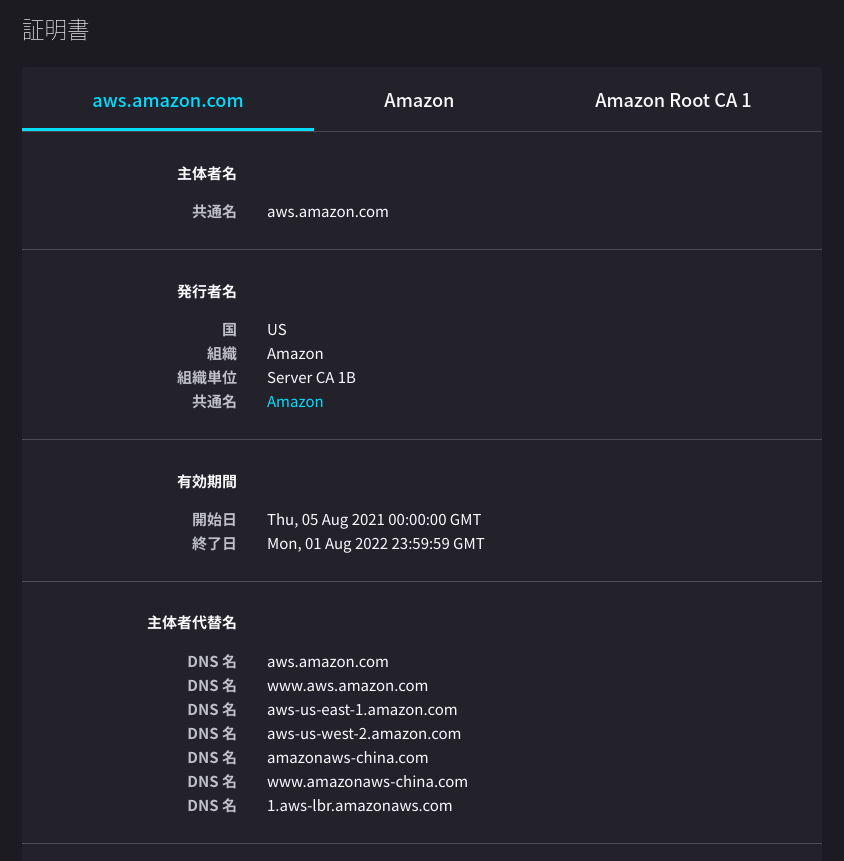 証明書
aws.amazon.com Amazon Amazon Root CA 1
主体者名
共通名 aws.amazon.com
発行者名
国 US
組織 Amazon
組織単位 Server CA 1B
共通名 Amazon
有効期間
開始日 Thu, 05 Aug 2021 00:00:00 GMT
終了日 Mon, 01 Aug 2022 23:59:59 GMT
主体者代替名
DNS 名 aws.amazon.com
DNS 名 www.aws.amazon.com
DNS 名 aws-us-east-1.amazon.com
DNS 名 aws-us-west-2.amazon.com
DNS 名 amazonaws-china.com
DNS 名 www.amazonaws-china.com
DNS 名 1.aws-lbr.amazonaws.com